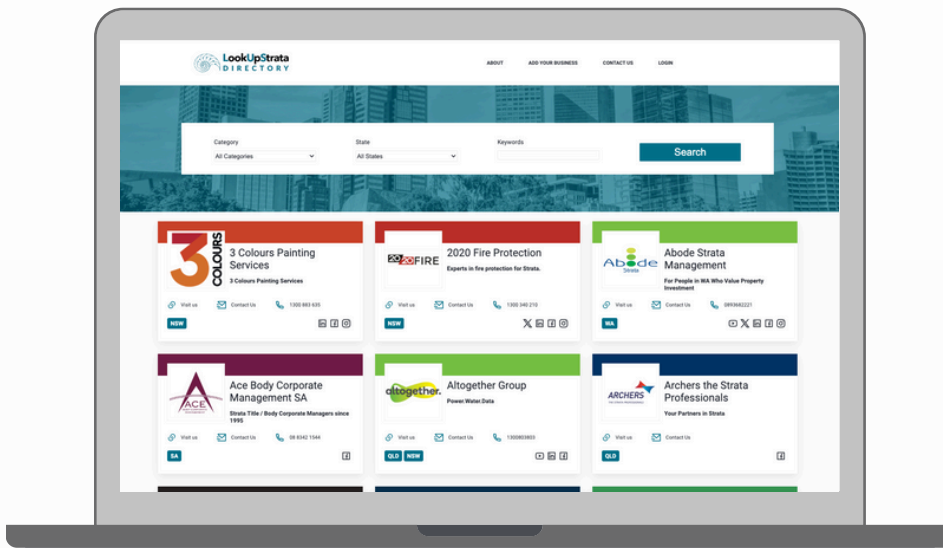 LookUpStrata
DIRECTORY
ABOUT
ADD YOUR BUSINESS
CONTACT US
LOGIN
Category
State
Keywords
All Categories
All States
Search
3 COLOURS
3 Colours Painting
Services
3 Colours Painting Services
Visit us
Contact Us
1300 883 635
NSW
2020FIRE
2020 Fire Protection
Experts in fire protection for Strata.
Visit us
Contact Us
1300 340 210
NSW
Abode
Strata
Abode Strata
Management
For People in WA Who Value Property
Investment
Visit us
Contact Us
0893682221
WA
ACE
Ace Body Corporate
Management SA
Strata Title / Body Corporate Managers since
1995
Visit us
Contact Us
08 8342 1544
SA
altogether.
Altogether Group
Power.Water.Data
Visit us
Contact Us
1300803803
QLD
NSW
ARCHERS
Archers the Strata
Professionals
Your Partners in Strata
Visit us
Contact Us
QLD